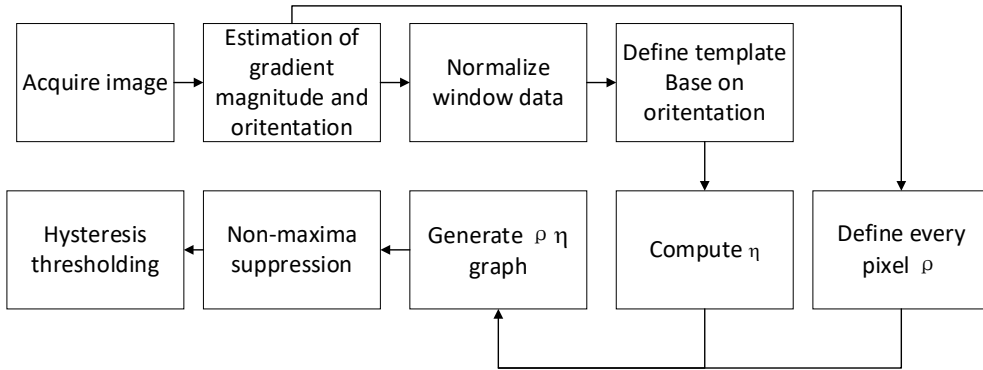 Acquire image
Estimation of
gradient
magnitude and
oritentation
Normalize
window data
Define template
Base on
oritentation
Hysteresis
thresholding
Non-maxima
suppression
Generate ρ η
graph
Compute η
Define every
pixel ρ